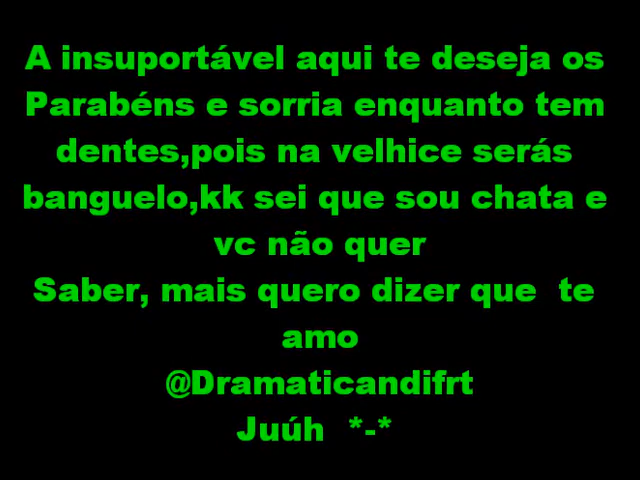 A insuportável aqui te deseja os
Parabéns e sorria enquanto tem
dentes,pois na velhice serás
banguelo,kk sei que sou chata e
vc não quer
Saber, mais quero dizer que  te
amo
@Dramaticandifrt
Juúh  *-*